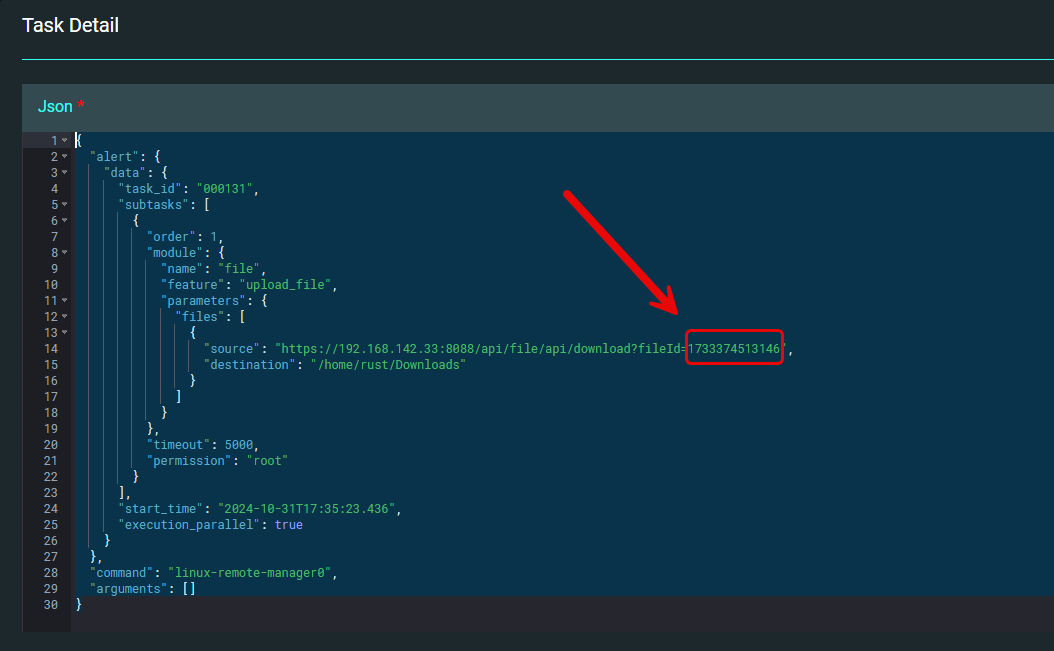 Task Detail
Json *
1 {
2 "alert": {
3 "data": {
4 "task_id": "000131",
5 "subtasks": [
6 {
7 "order": 1,
8 "module": {
9 "name": "file",
10 "feature": "upload_file",
11 "parameters": {
12 "files": [
13 {
14 "source": "https://192.168.142.33:8088/api/file/api/download?fileId=1733374513146",
15 "destination": "/home/rust/Downloads"
16 }
17 ]
18 }
19 },
20 "timeout": 5000,
21 "permission": "root"
22 }
23 ],
24 "start_time": "2024-10-31T17:35:23.436",
25 "execution_parallel": true
26 }
27 },
28 "command": "linux-remote-manager0",
29 "arguments": []
30 }